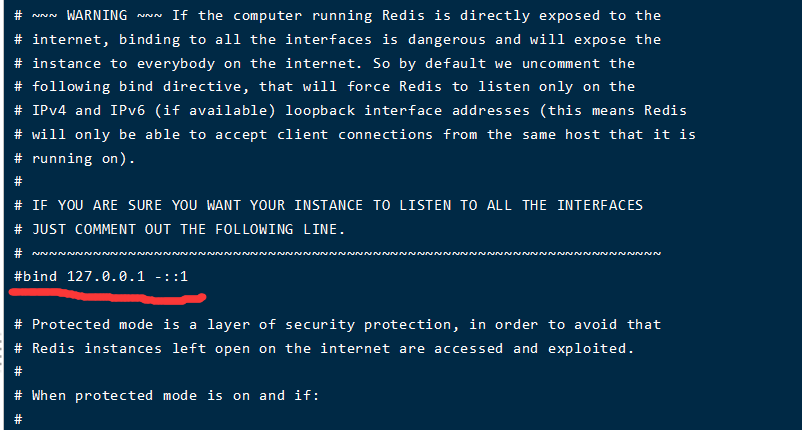 # ~~~ WARNING ~~~ If the computer running Redis is directly exposed to the
# internet, binding to all the interfaces is dangerous and will expose the
# instance to everybody on the internet. So by default we uncomment the
# following bind directive, that will force Redis to listen only on the
# IPv4 and IPv6 (if available) loopback interface addresses (this means Redis
# will only be able to accept client connections from the same host that it is
# running on).
#
# IF YOU ARE SURE YOU WANT YOUR INSTANCE TO LISTEN TO ALL THE INTERFACES
# JUST COMMENT OUT THE FOLLOWING LINE.
# ~~~~~~~~~~~~~~~~~~~~~~~~~~~~~~~~~~~~~~~~~~~~~~~~~~~~~~~~~~~~~~~~~~~~~~~~
#bind 127.0.0.1 -::1
# Protected mode is a layer of security protection, in order to avoid that
# Redis instances left open on the internet are accessed and exploited.
#
# When protected mode is on and if:
#